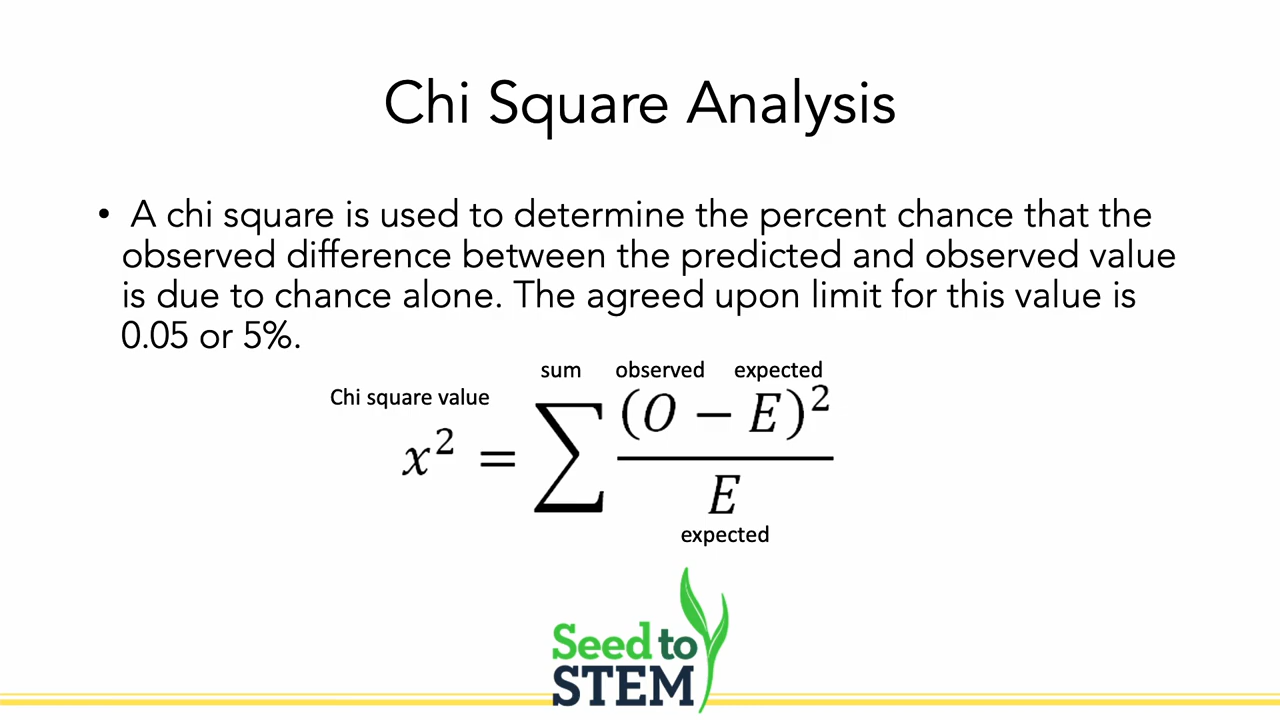 Chi Square Analysis
• A chi square is used to determine the percent chance that the
observed difference between the predicted and observed value
is due to chance alone. The agreed upon limit for this value is
0.05 or 5%.
sum observed expected
Chi square value
x² = ∑ (O − E)² / E
expected
Seed to
STEM